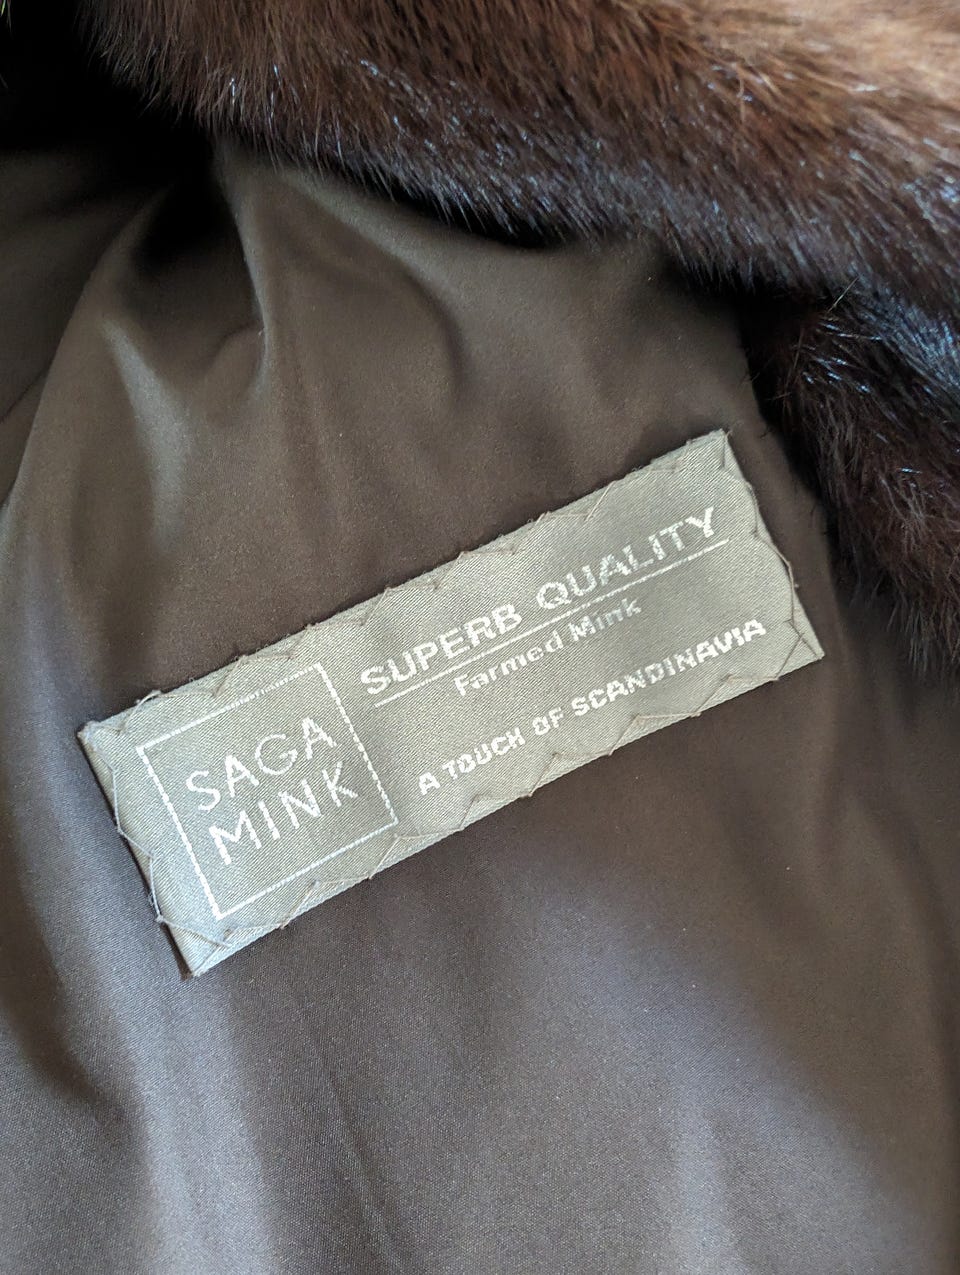 SAGA
MINK
SUPERB QUALITY
Farmed Mink
A TOUCH OF SCANDINAVIA